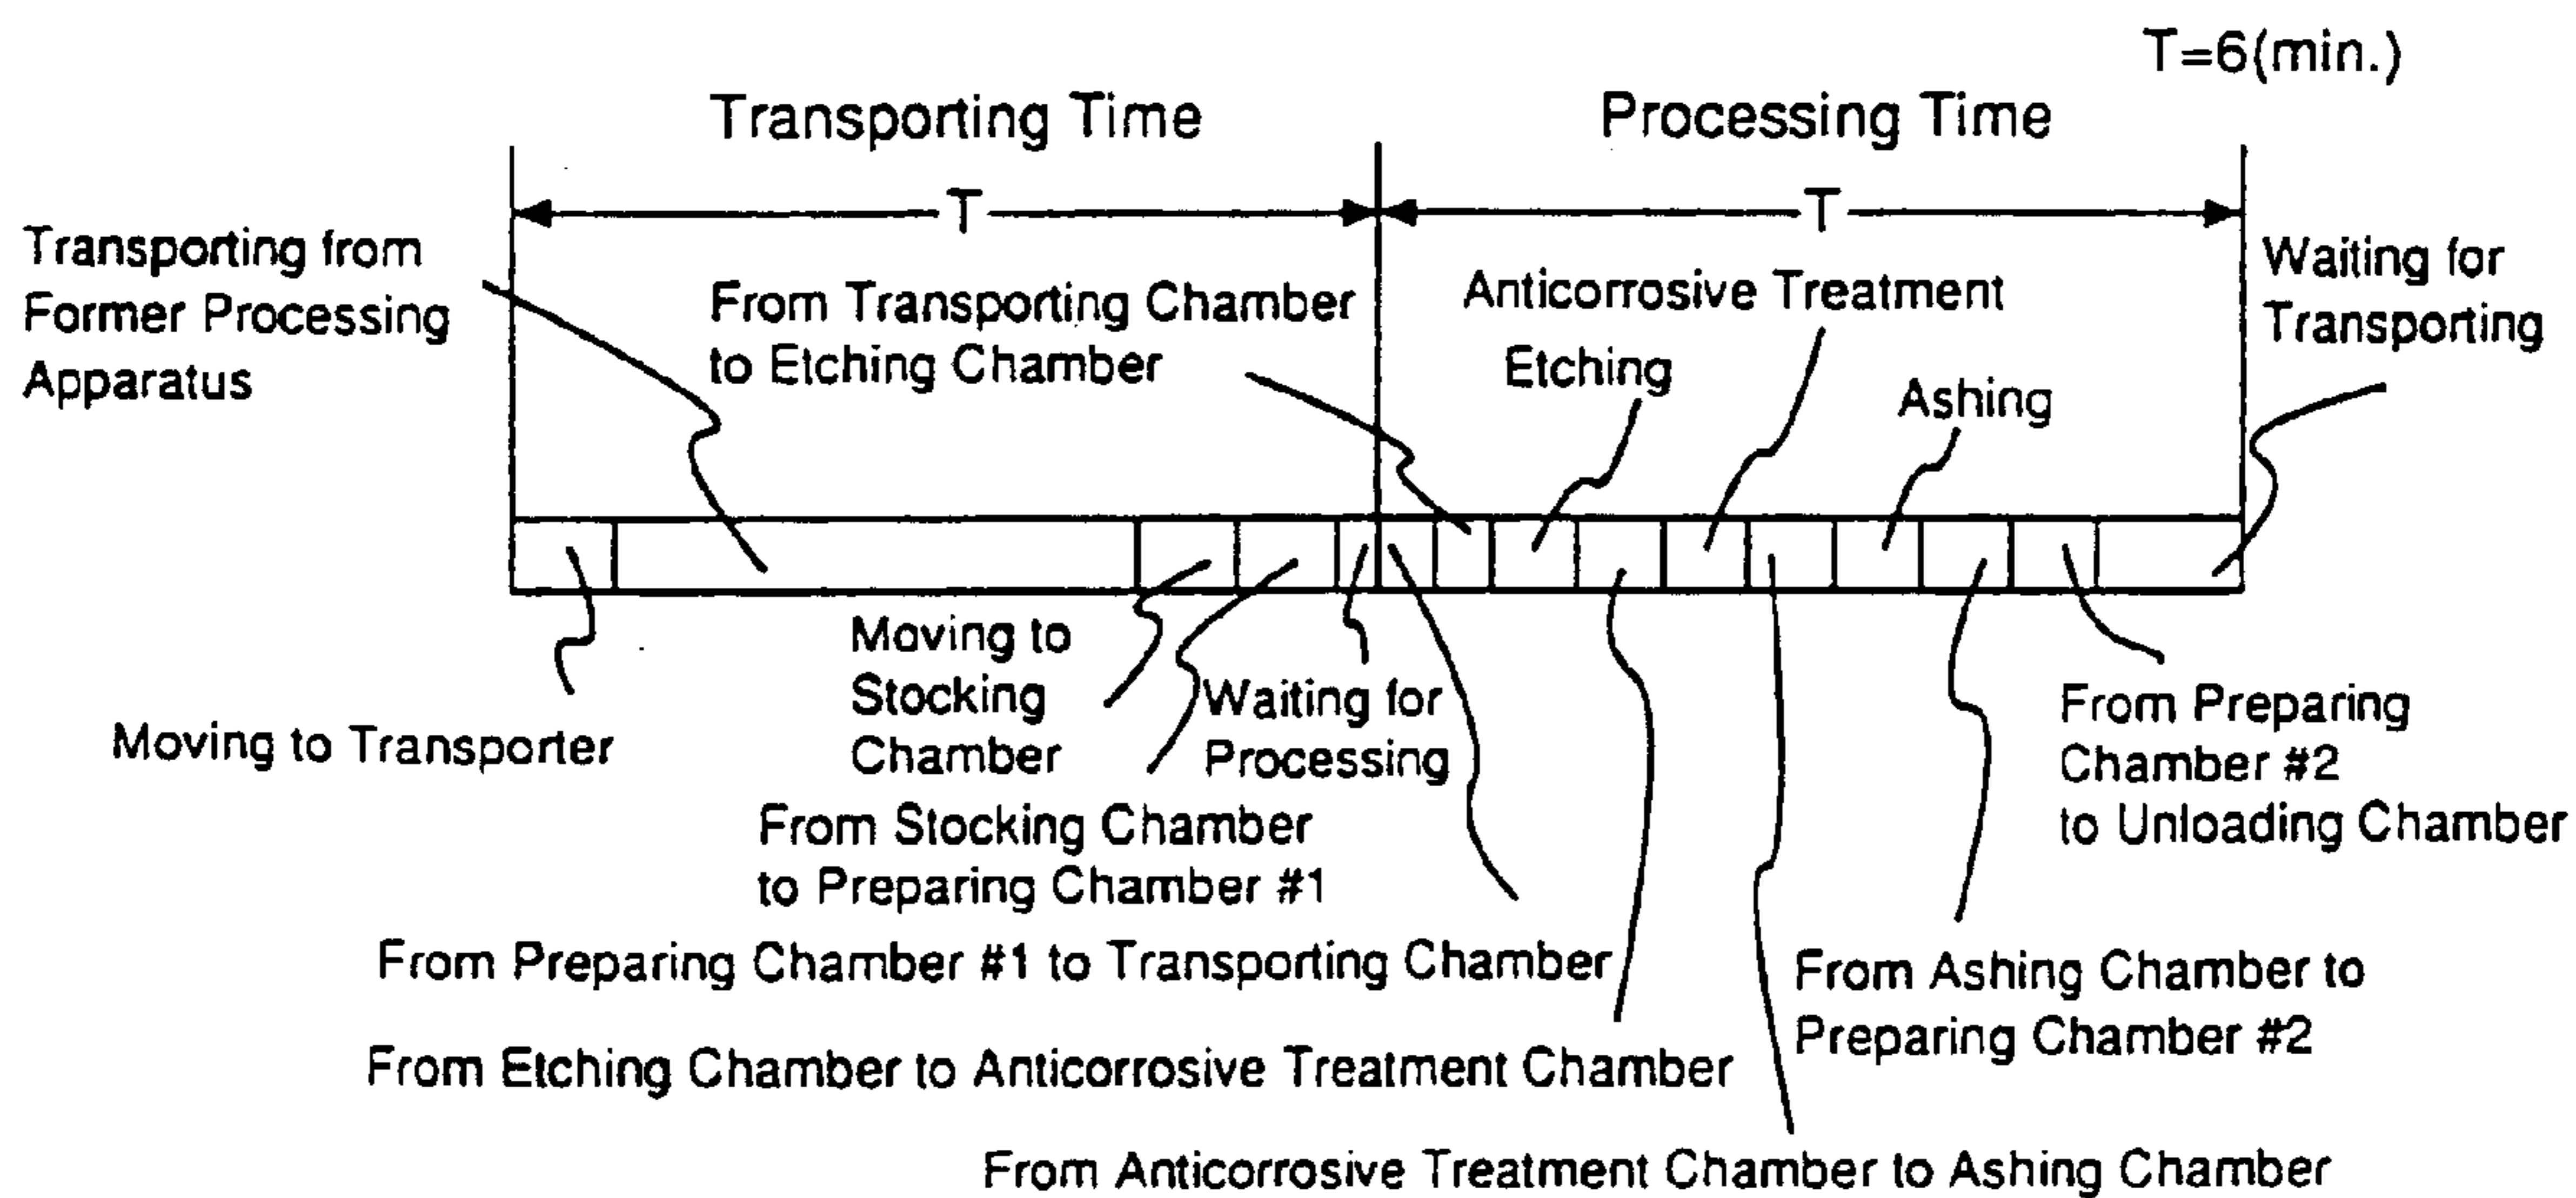 T=6(min.)
Transporting Time
Processing Time
T
T
Transporting from
Former Processing
Apparatus
From Transporting Chamber
to Etching Chamber
Anticorrosive Treatment
Etching
Ashing
Waiting for
Transporting
Moving to Transporter
Moving to
Stocking
Chamber
Waiting for
Processing
From Stocking Chamber
to Preparing Chamber #1
From Preparing Chamber #1 to Transporting Chamber
From Etching Chamber to Anticorrosive Treatment Chamber
From Anticorrosive Treatment Chamber to Ashing Chamber
From Ashing Chamber to
Preparing Chamber #2
From Preparing
Chamber #2
to Unloading Chamber